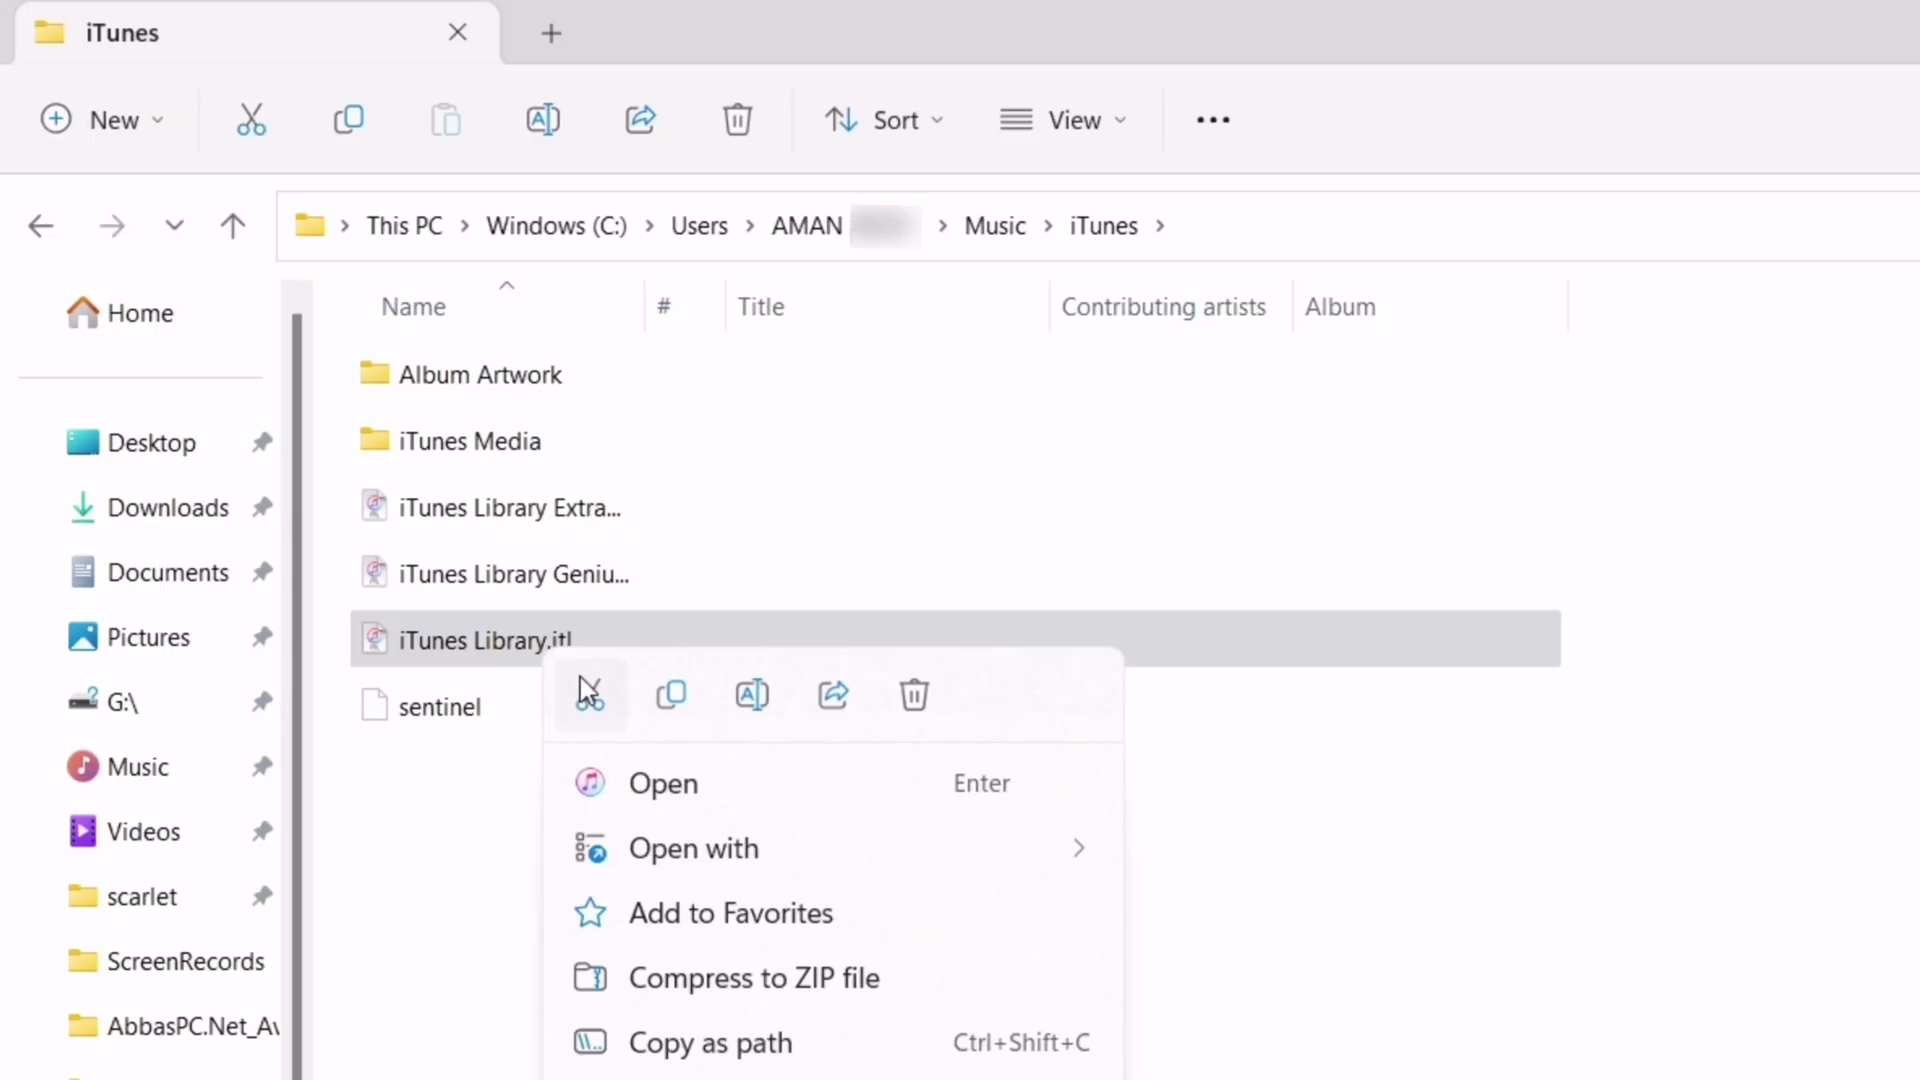 iTunes
New
Sort
View
This PC > Windows (C:) > Users > AMAN > Music > iTunes >
Home
Name
#
Title
Contributing artists
Album
Album Artwork
iTunes Media
iTunes Library Extra...
iTunes Library Geniu...
iTunes Library.itl
sentinel
Desktop
Downloads
Documents
Pictures
G:\
Music
Videos
scarlet
ScreenRecords
AbbasPC.Net_Av
Open Enter
Open with
Add to Favorites
Compress to ZIP file
Copy as path Ctrl+Shift+C